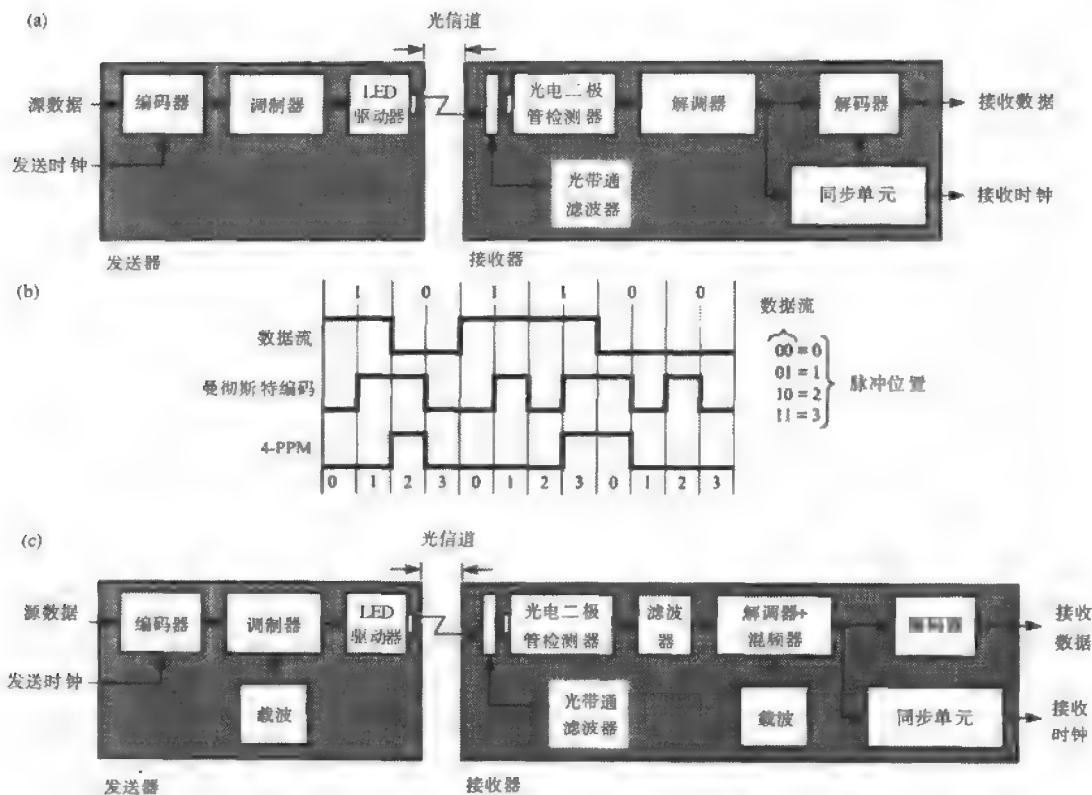 (a)
光信道
源数据
发送时钟
编码器
调制器
LED
驱动器
光电二极
管检测器
解调器
解码器
接收数据
光带通
滤波器
同步单元
接收时钟
发送器
接收器
(b)
1 0 1 1 0 0
数据流
曼彻斯特编码
4-PPM
0 1 2 3 0 1 2 3 0 1 2 3
数据流
00 = 0
01 = 1
10 = 2
11 = 3
脉冲位置
(c)
光信道
源数据
发送时钟
编码器
调制器
LED
驱动器
载波
光电二极
管检测器
滤波
器
解调器+
混频器
接收
数据
光带通
滤波器
载波
同步单元
接收
时钟
发送器
接收器